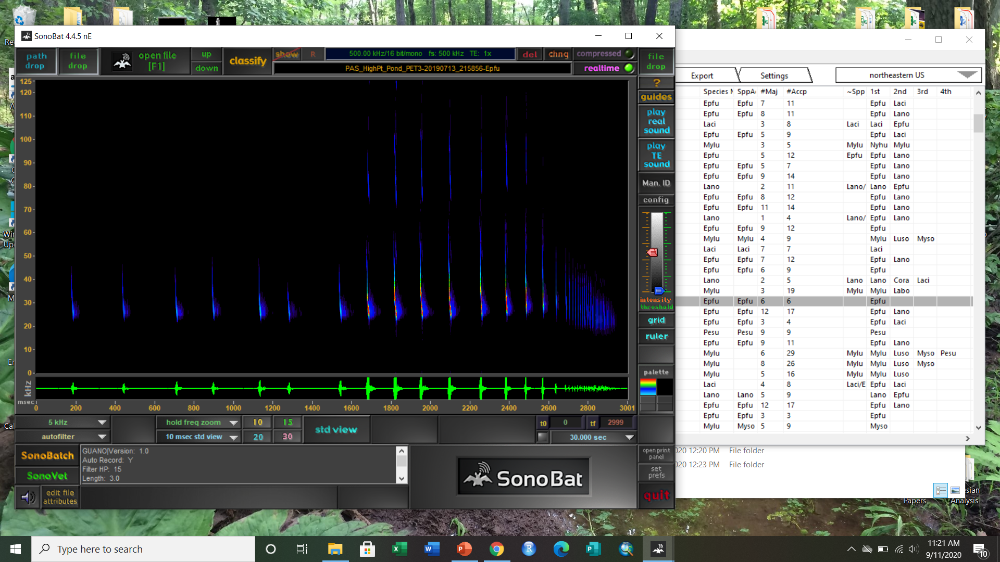 SonoBat 4.4.5 nE
path drop
file drop
open file [F1]
up
down
classify
show
R
500.00 kHz/16 bit/mono fs: 500 kHz TE: 1x
del
chng
compressed
file drop
PAS_HighPt_Pond_PET3-20190713_215856-Epfu
realtime
?
guides
play real sound
play TE sound
Man. ID
config
intensity
threshold
grid
ruler
palette
125
120
110
100
90
80
70
60
50
40
30
20
10
0
kHz
msec
0 200 400 600 800 1000 1200 1400 1600 1800 2000 2200 2400 2600 2800 3001
5 kHz
hold freq zoom
10
15
std view
t0
0
tf
2999
autofilter
10 msec std view
20
30
30.000 sec
SonoBatch
SonoVet
GUANO|Version: 1.0
Auto Record: Y
Filter HP: 15
Length: 3.0
SonoBat
open print panel
set prefs
quit
edit file attributes
Export
Settings
northeastern US
Species SppA #Maj #Accp ~Spp 1st 2nd 3rd 4th
Epfu Epfu 7 11 Epfu Laci
Epfu Epfu 8 11 Epfu Lano
Laci 3 8 Laci Laci Epfu
Epfu Epfu 5 9 Epfu Laci
Mylu 3 5 Mylu Nyhu Mylu
Epfu 5 12 Epfu Epfu Lano
Epfu Epfu 5 7 Epfu Lano
Epfu Epfu 9 14 Epfu Lano
Lano 2 11 Lano/ Lano Epfu
Epfu Epfu 8 12 Epfu Lano
Epfu Epfu 11 14 Epfu Lano
Lano 1 4 Lano/ Epfu Lano
Epfu Epfu 9 12 Epfu
Mylu Mylu 4 9 Mylu Luso Myso
Laci Laci 7 7 Laci
Epfu Epfu 7 12 Epfu Lano
Epfu Epfu 6 9 Epfu
Lano 2 5 Lano Lano Cora Laci
Mylu 3 19 Mylu Mylu Labo
Epfu Epfu 6 6 Epfu
Epfu Epfu 12 17 Epfu Lano
Epfu Epfu 3 4 Epfu Laci
Pesu Pesu 9 9 Pesu
Epfu Epfu 9 11 Epfu Lano
Mylu 6 29 Mylu Mylu Luso Myso Pesu
Mylu 8 26 Mylu Mylu Luso Myso
Mylu 5 16 Mylu Mylu Luso
Laci 4 8 Laci/E Epfu Laci
Lano Lano 5 9 Lano Epfu
Epfu Epfu 12 17 Epfu Lano
Epfu Epfu 3 3 Epfu
Mylu Myso 5 9 Myso
020 12:20 PM File folder
020 12:23 PM File folder
Papers
sian
Analysis
Type here to search
11:21 AM
9/11/2020
10